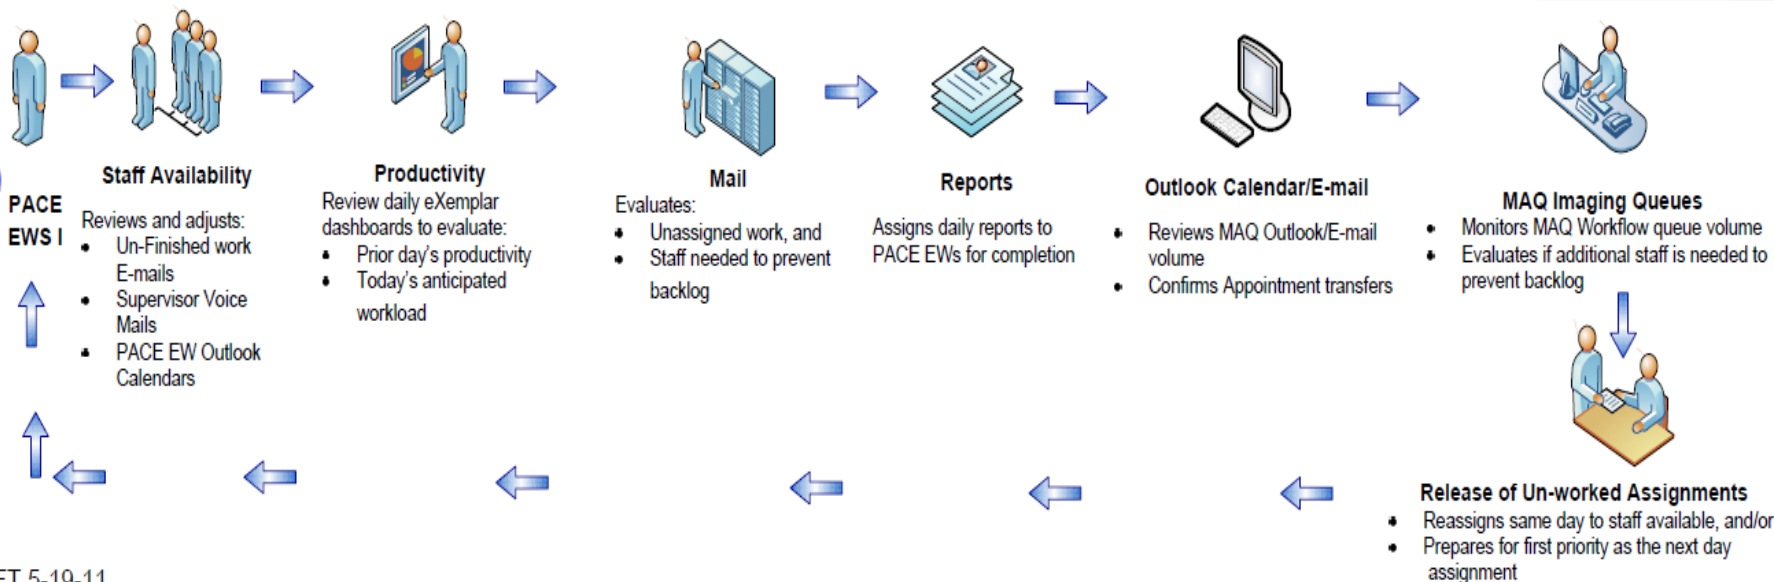 PACE
EWS I
Staff Availability
Reviews and adjusts:
• Un-Finished work
E-mails
• Supervisor Voice
Mails
• PACE EW Outlook
Calendars
Productivity
Review daily eXemplar
dashboards to evaluate:
• Prior day's productivity
• Today's anticipated
workload
Mail
Evaluates:
• Unassigned work, and
• Staff needed to prevent
backlog
Reports
Assigns daily reports to
PACE EWs for completion
Outlook Calendar/E-mail
• Reviews MAQ Outlook/E-mail
volume
• Confirms Appointment transfers
MAQ Imaging Queues
• Monitors MAQ Workflow queue volume
• Evaluates if additional staff is needed to
prevent backlog
Release of Un-worked Assignments
• Reassigns same day to staff available, and/or
• Prepares for first priority as the next day
assignment
5-19-11